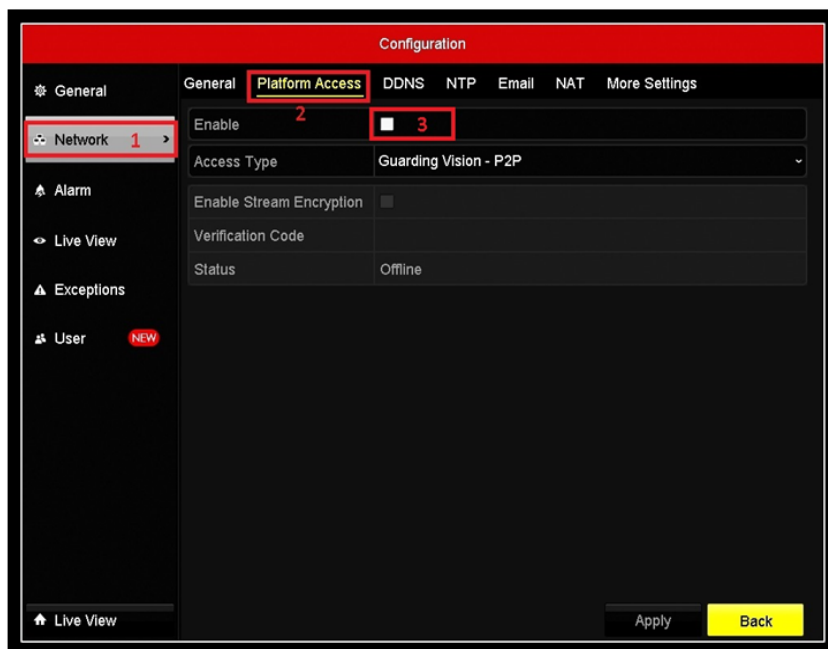 Configuration
General
Network 1 >
Alarm
Live View
Exceptions
User NEW
Live View
General Platform Access DDNS NTP Email NAT More Settings
2
Enable 3
Access Type Guarding Vision - P2P
Enable Stream Encryption
Verification Code
Status Offline
Apply Back